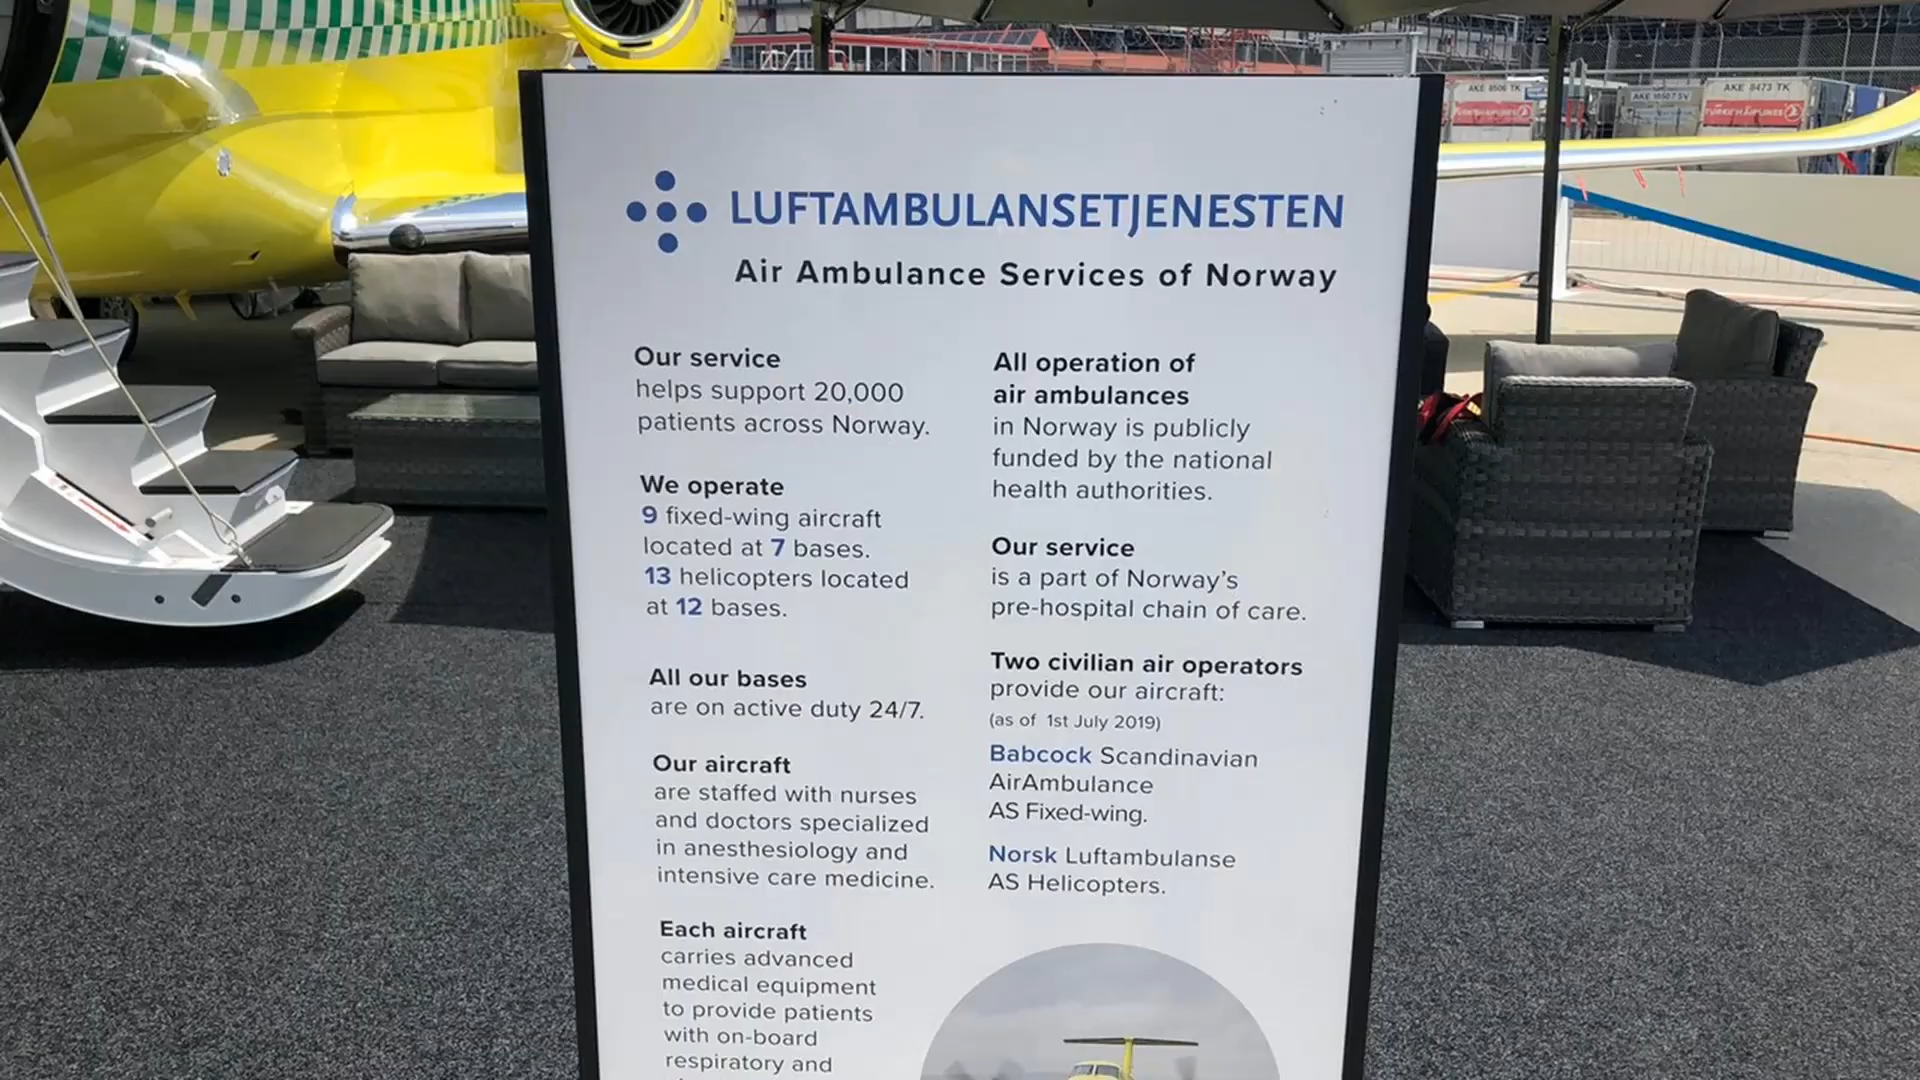 LUFTAMBULANSETJENESTEN
Air Ambulance Services of Norway
Our service
helps support 20,000
patients across Norway.
We operate
9 fixed-wing aircraft
located at 7 bases.
13 helicopters located
at 12 bases.
All our bases
are on active duty 24/7.
Our aircraft
are staffed with nurses
and doctors specialized
in anesthesiology and
intensive care medicine.
Each aircraft
carries advanced
medical equipment
to provide patients
with on-board
respiratory and
All operation of
air ambulances
in Norway is publicly
funded by the national
health authorities.
Our service
is a part of Norway's
pre-hospital chain of care.
Two civilian air operators
provide our aircraft:
(as of 1st July 2019)
Babcock Scandinavian
AirAmbulance
AS Fixed-wing.
Norsk Luftambulanse
AS Helicopters.
AKE 8506 TK
TURKISH AIRLINES
AKE 8473 TK
TURKISH AIRLINES